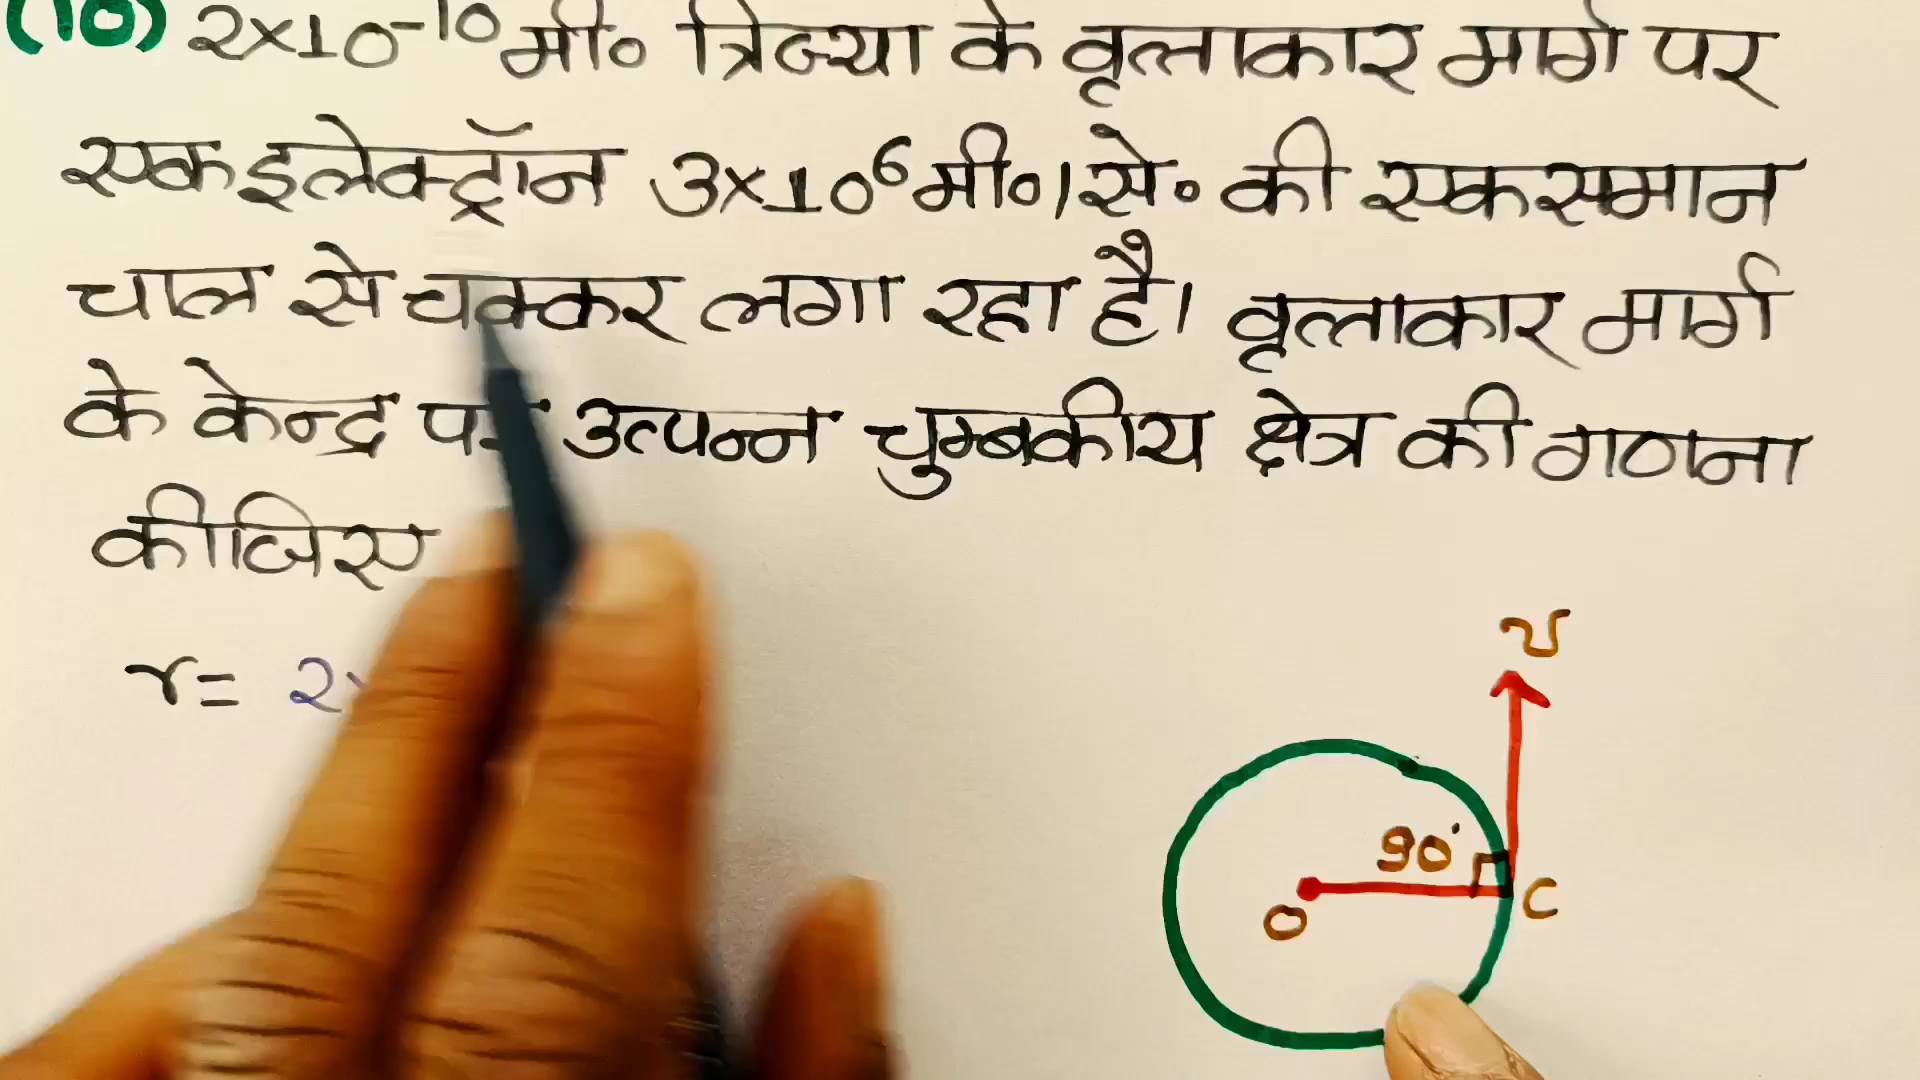 (10) 2×10⁻¹⁰ मी० त्रिज्या के वृत्ताकार मार्ग पर
एक इलेक्ट्रॉन 3×10⁶ मी०/से० की एकसमान
चाल से चक्कर लगा रहा है। वृत्ताकार मार्ग
के केन्द्र पर उत्पन्न चुम्बकीय क्षेत्र की गणना
कीजिए
r= 2×
v
90°
O
C